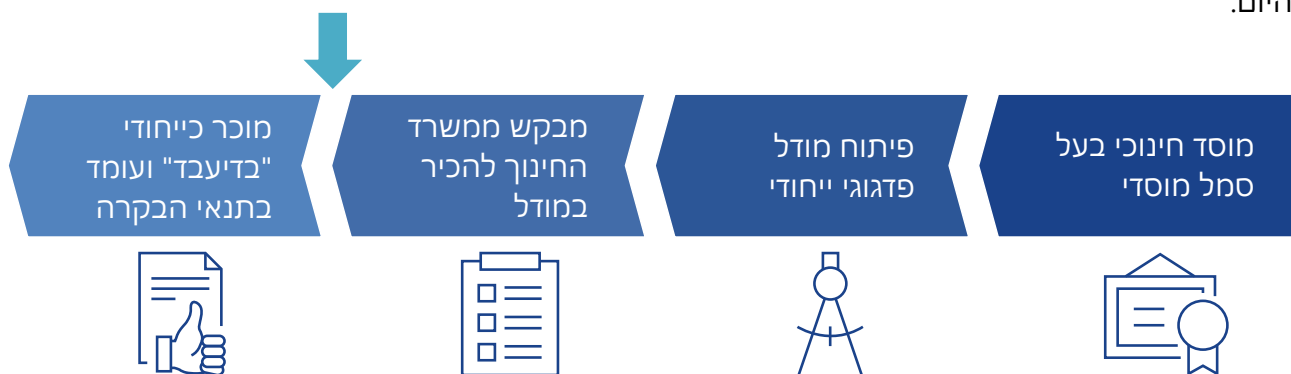 היום.
מוסד חינוכי בעל
סמל מוסדי
פיתוח מודל
פדגוגי ייחודי
מבקש ממשרד
החינוך להכיר
במודל
מוכר כייחודי
"בדיעבד" ועומד
בתנאי הבקרה